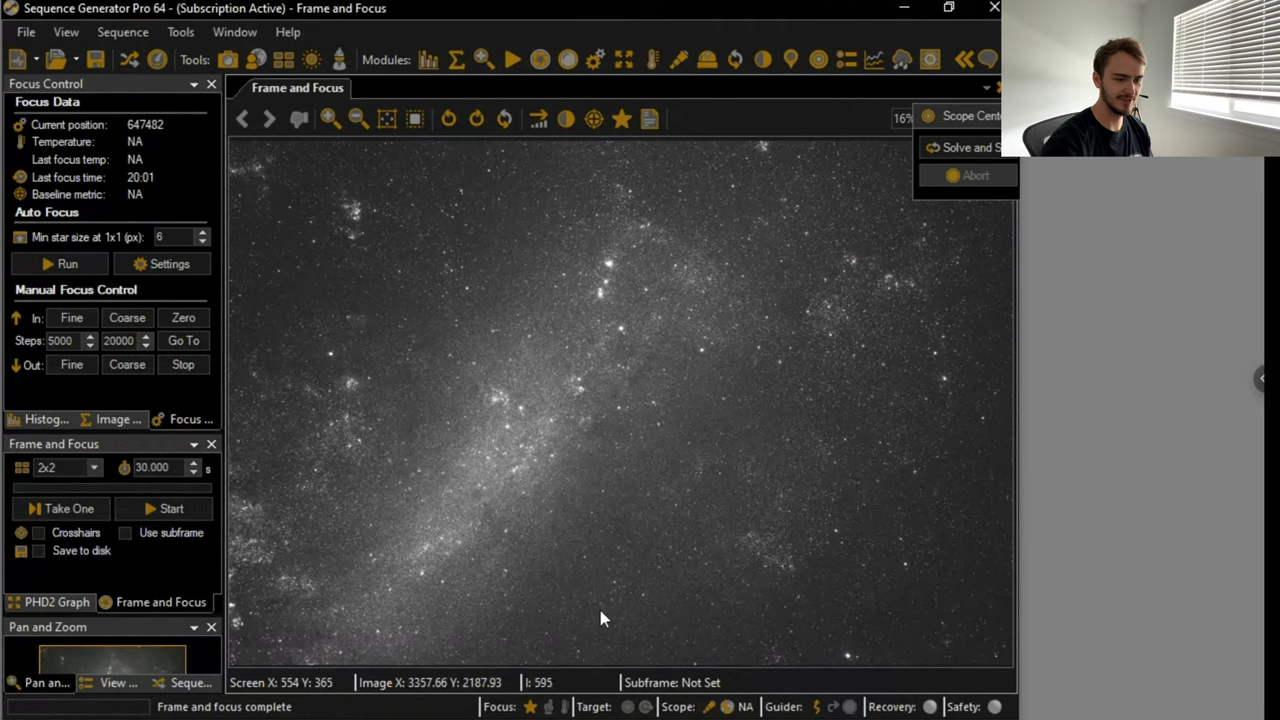 Sequence Generator Pro 64 - (Subscription Active) - Frame and Focus
File View Sequence Tools Window Help
Tools: Modules:
Focus Control
Frame and Focus
Focus Data
Current position: 647482
Temperature: NA
Last focus temp: NA
Last focus time: 20:01
Baseline metric: NA
Auto Focus
Min star size at 1x1 (px): 6
Run Settings
Manual Focus Control
In: Fine Coarse Zero
Steps: 5000 20000 Go To
Out: Fine Coarse Stop
Histog... Image ... Focus ...
Frame and Focus
2x2 30.000 s
Take One Start
Crosshairs Use subframe
Save to disk
PHD2 Graph Frame and Focus
Pan and Zoom
Pan an... View ... Seque...
16%
Scope Cent
Solve and S
Abort
Screen X: 554 Y: 365 Image X: 3357.66 Y: 2187.93 I: 595 Subframe: Not Set
Frame and focus complete Focus: Target: Scope: NA Guider: Recovery: Safety: